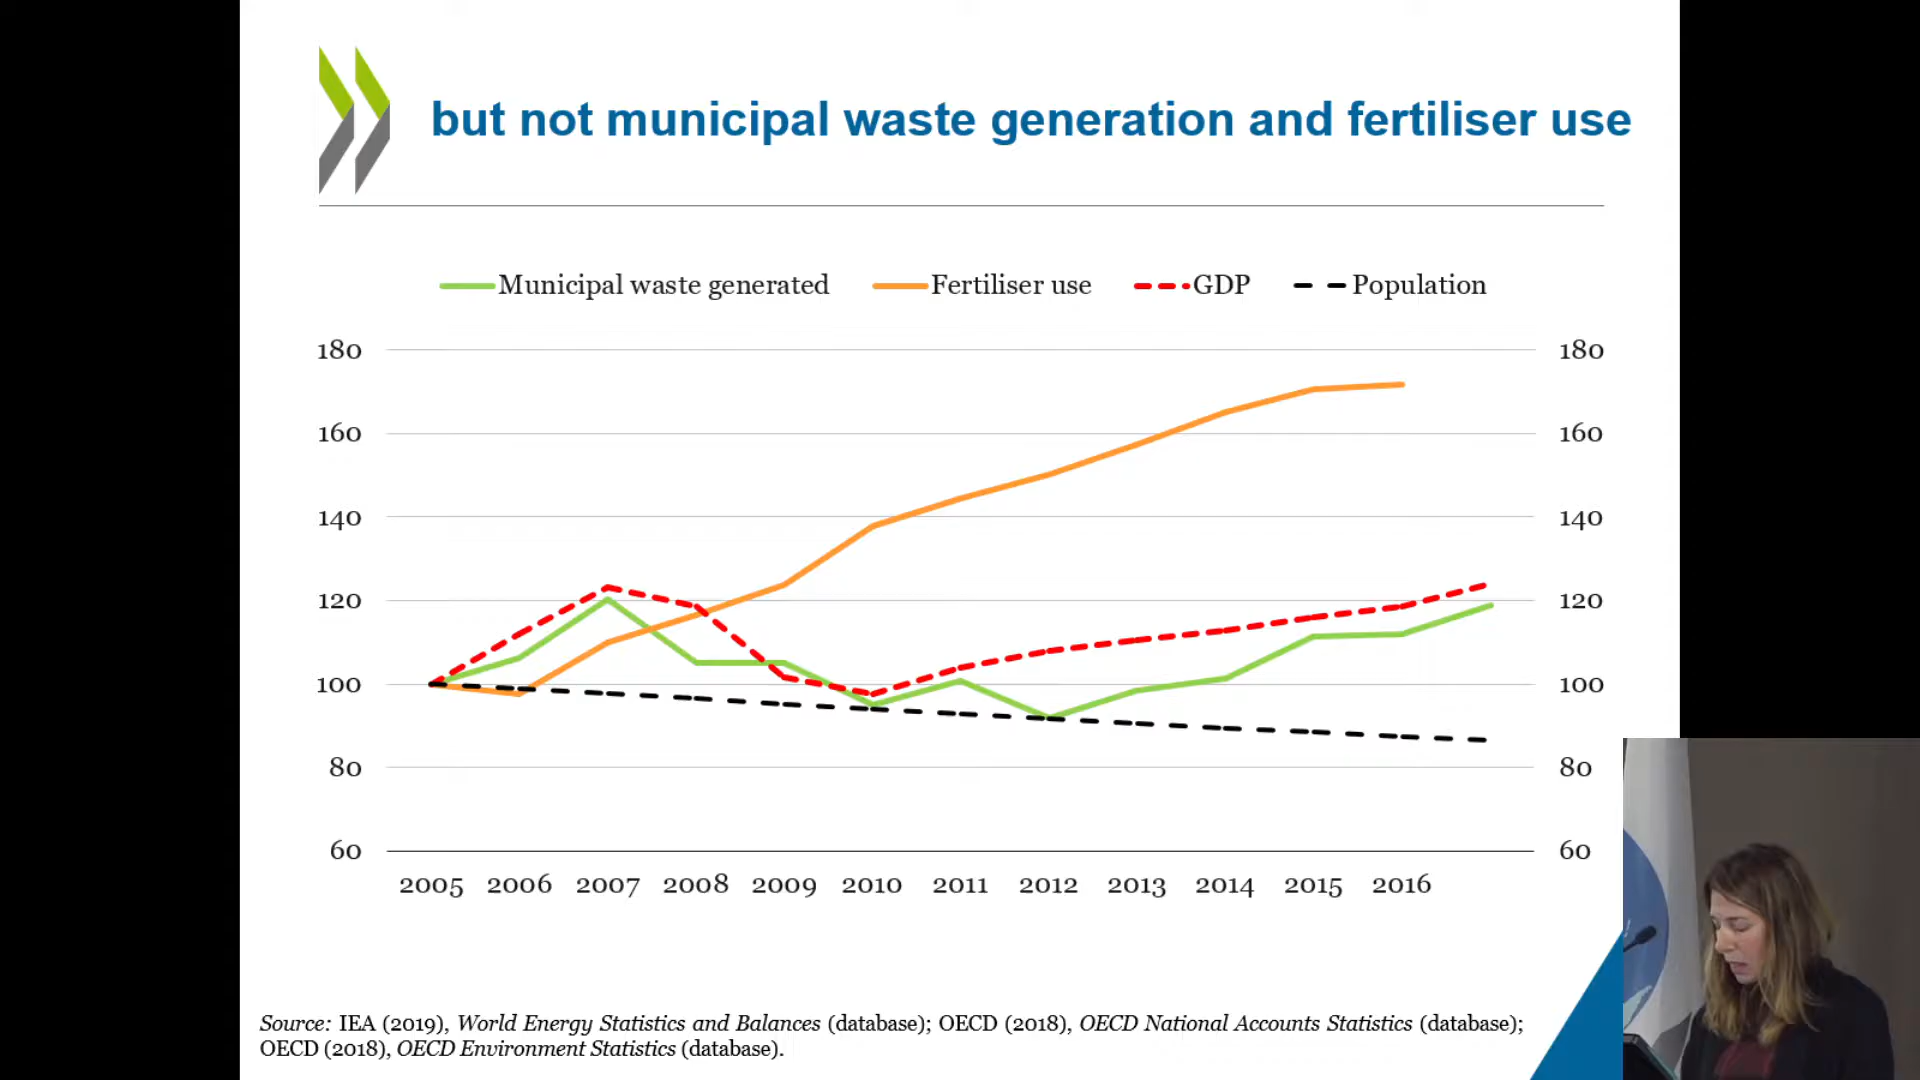 but not municipal waste generation and fertiliser use
Municipal waste generated Fertiliser use GDP Population
180 180
160 160
140 140
120 120
100 100
80 80
60 60
2005 2006 2007 2008 2009 2010 2011 2012 2013 2014 2015 2016
Source: IEA (2019), World Energy Statistics and Balances (database); OECD (2018), OECD National Accounts Statistics (database);
OECD (2018), OECD Environment Statistics (database).